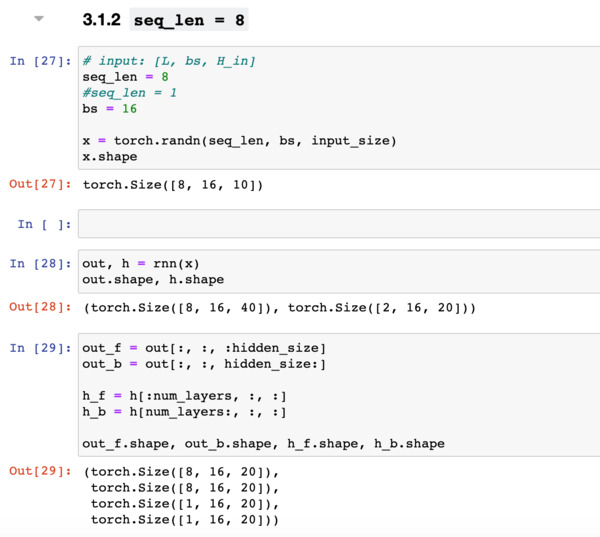 3.1.2 seq_len = 8
In [27]: # input: [L, bs, H_in]
seq_len = 8
#seq_len = 1
bs = 16
x = torch.randn(seq_len, bs, input_size)
x.shape
Out[27]: torch.Size([8, 16, 10])
In [ ]:
In [28]: out, h = rnn(x)
out.shape, h.shape
Out[28]: (torch.Size([8, 16, 40]), torch.Size([2, 16, 20]))
In [29]: out_f = out[:, :, :hidden_size]
out_b = out[:, :, hidden_size:]
h_f = h[:num_layers, :, :]
h_b = h[num_layers:, :, :]
out_f.shape, out_b.shape, h_f.shape, h_b.shape
Out[29]: (torch.Size([8, 16, 20]),
torch.Size([8, 16, 20]),
torch.Size([1, 16, 20]),
torch.Size([1, 16, 20]))